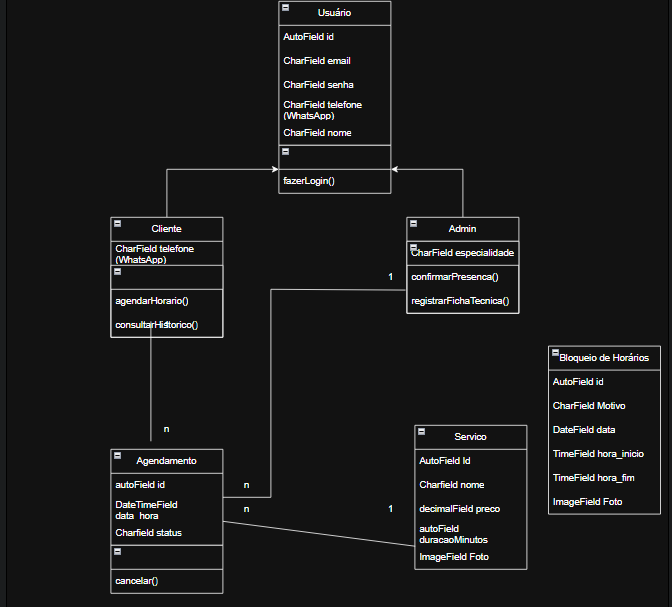 Usuário
AutoField id
CharField email
CharField senha
CharField telefone
(WhatsApp)
CharField nome
fazerLogin()
Cliente
CharField telefone
(WhatsApp)
agendarHorario()
consultarHistorico()
1
Admin
CharField especialidade
confirmarPresenca()
registrarFichaTecnica()
1
n
Agendamento
autoField id
DateTimeField
data_hora
Charfield status
cancelar()
n
n
1
Servico
AutoField Id
Charfield nome
decimalField preco
autoField
duracaoMinutos
ImageField Foto
Bloqueio de Horários
AutoField id
CharField Motivo
DateField data
TimeField hora_inicio
TimeField hora_fim
ImageField Foto